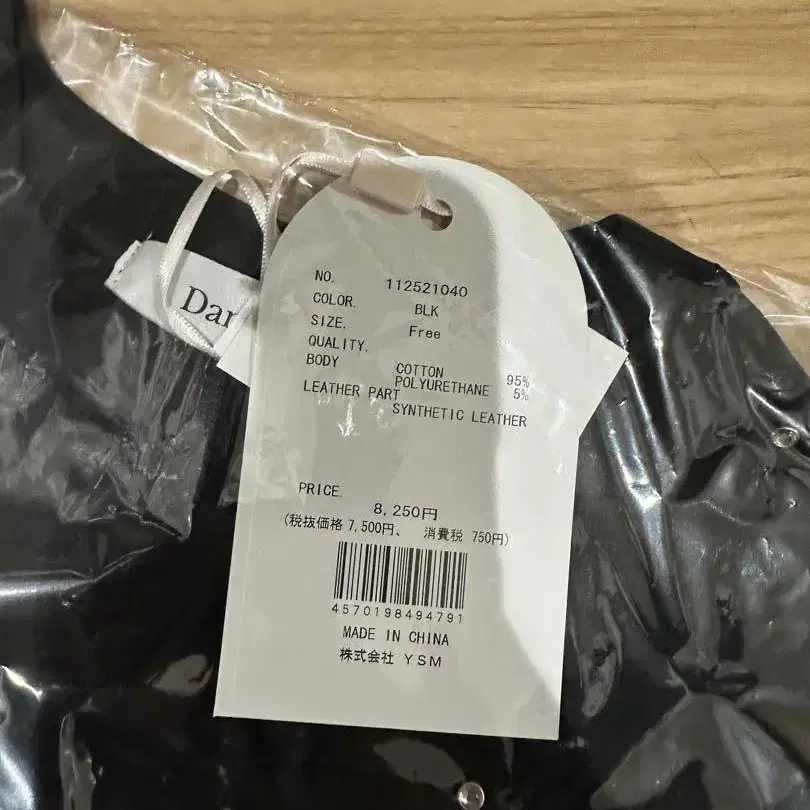 Dar
NO. 112521040
COLOR. BLK
SIZE. Free
QUALITY.
BODY COTTON 95%
POLYURETHANE 5%
LEATHER PART
SYNTHETIC LEATHER
PRICE.
8,250円
(税抜価格 7,500円、 消費税 750円)
4570198494791
MADE IN CHINA
株式会社 YSM